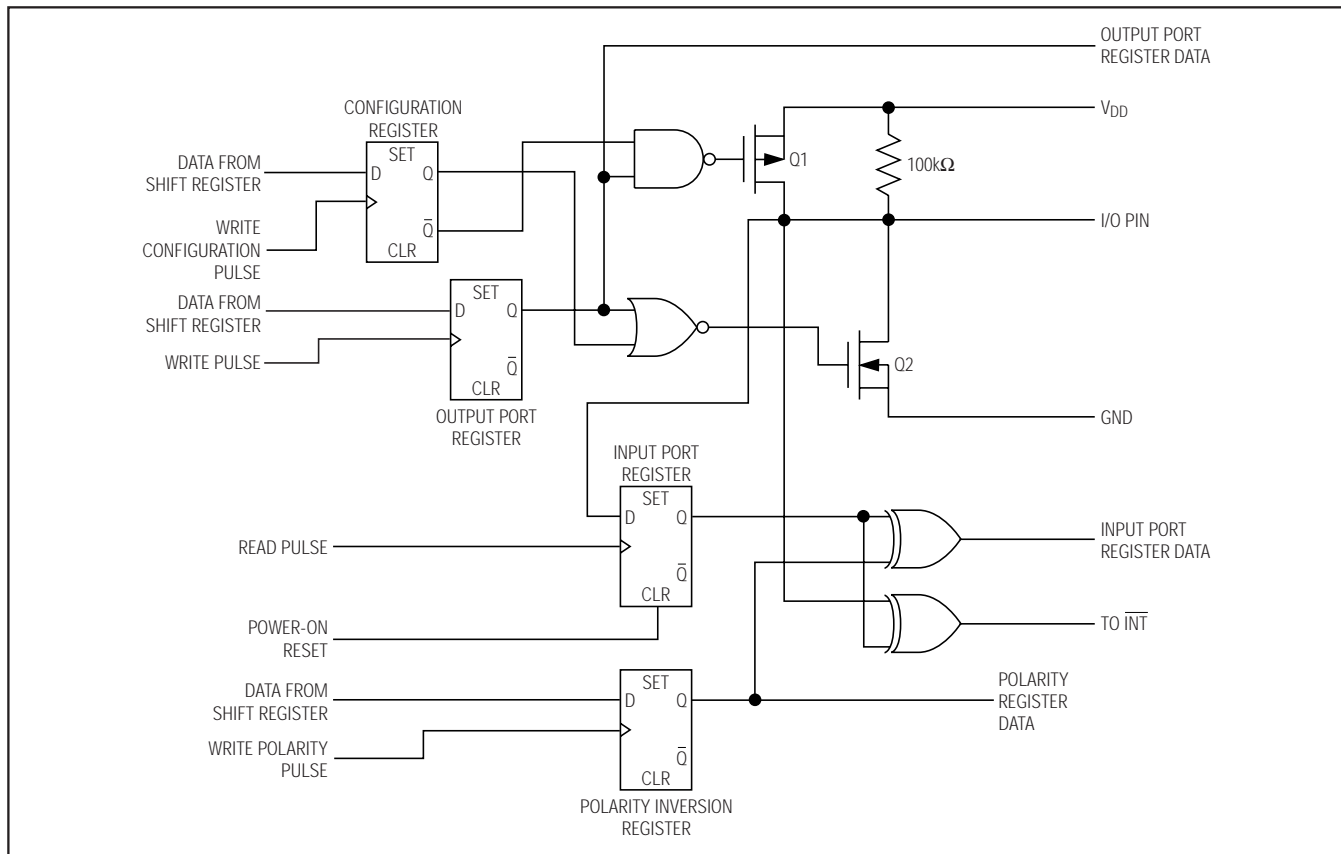 OUTPUT PORT
REGISTER DATA
CONFIGURATION
REGISTER
VDD
DATA FROM
SHIFT REGISTER
SET
D
Q
Q1
100kΩ
WRITE
CONFIGURATION
PULSE
Q̅
CLR
I/O PIN
DATA FROM
SHIFT REGISTER
SET
D
Q
WRITE PULSE
Q̅
CLR
Q2
OUTPUT PORT
REGISTER
GND
INPUT PORT
REGISTER
SET
D
Q
READ PULSE
Q̅
CLR
INPUT PORT
REGISTER DATA
POWER-ON
RESET
TO I̅N̅T̅
DATA FROM
SHIFT REGISTER
SET
D
Q
POLARITY
REGISTER
DATA
WRITE POLARITY
PULSE
Q̅
CLR
POLARITY INVERSION
REGISTER